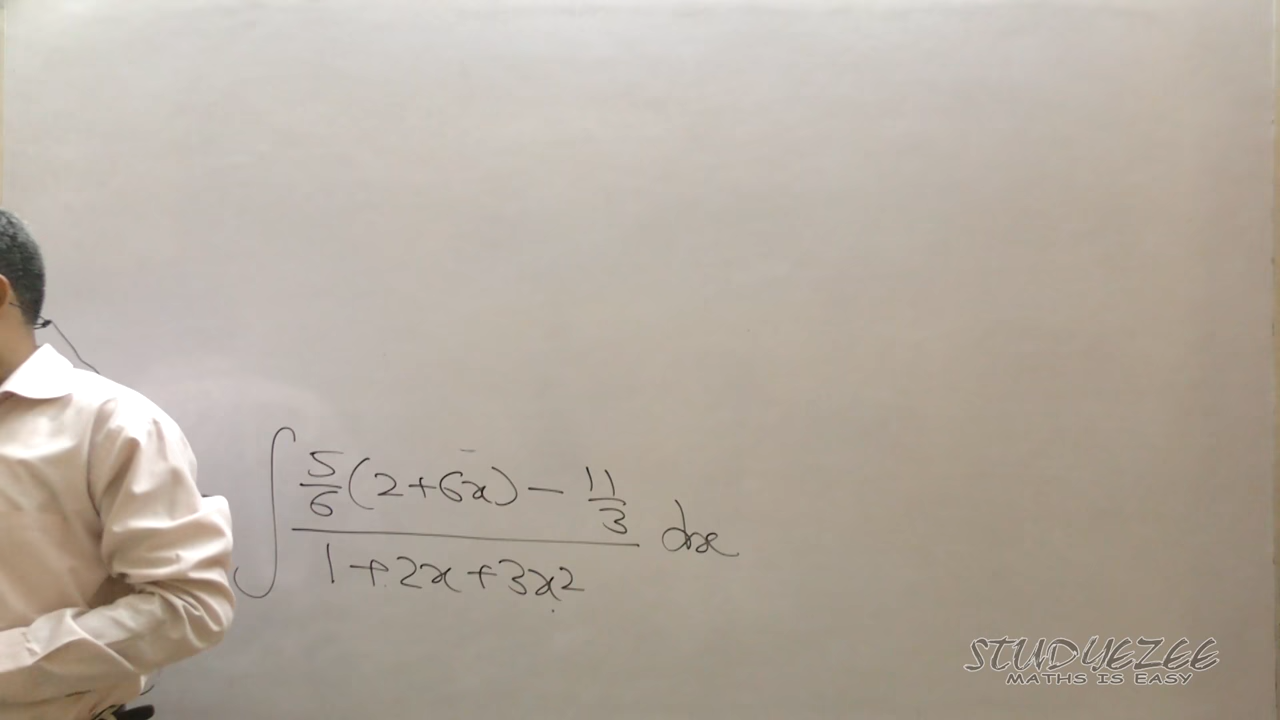 ∫ 5/6 (2+6x) - 11/3 dx
1+2x+3x²
STUDYEZEE
MATHS IS EASY